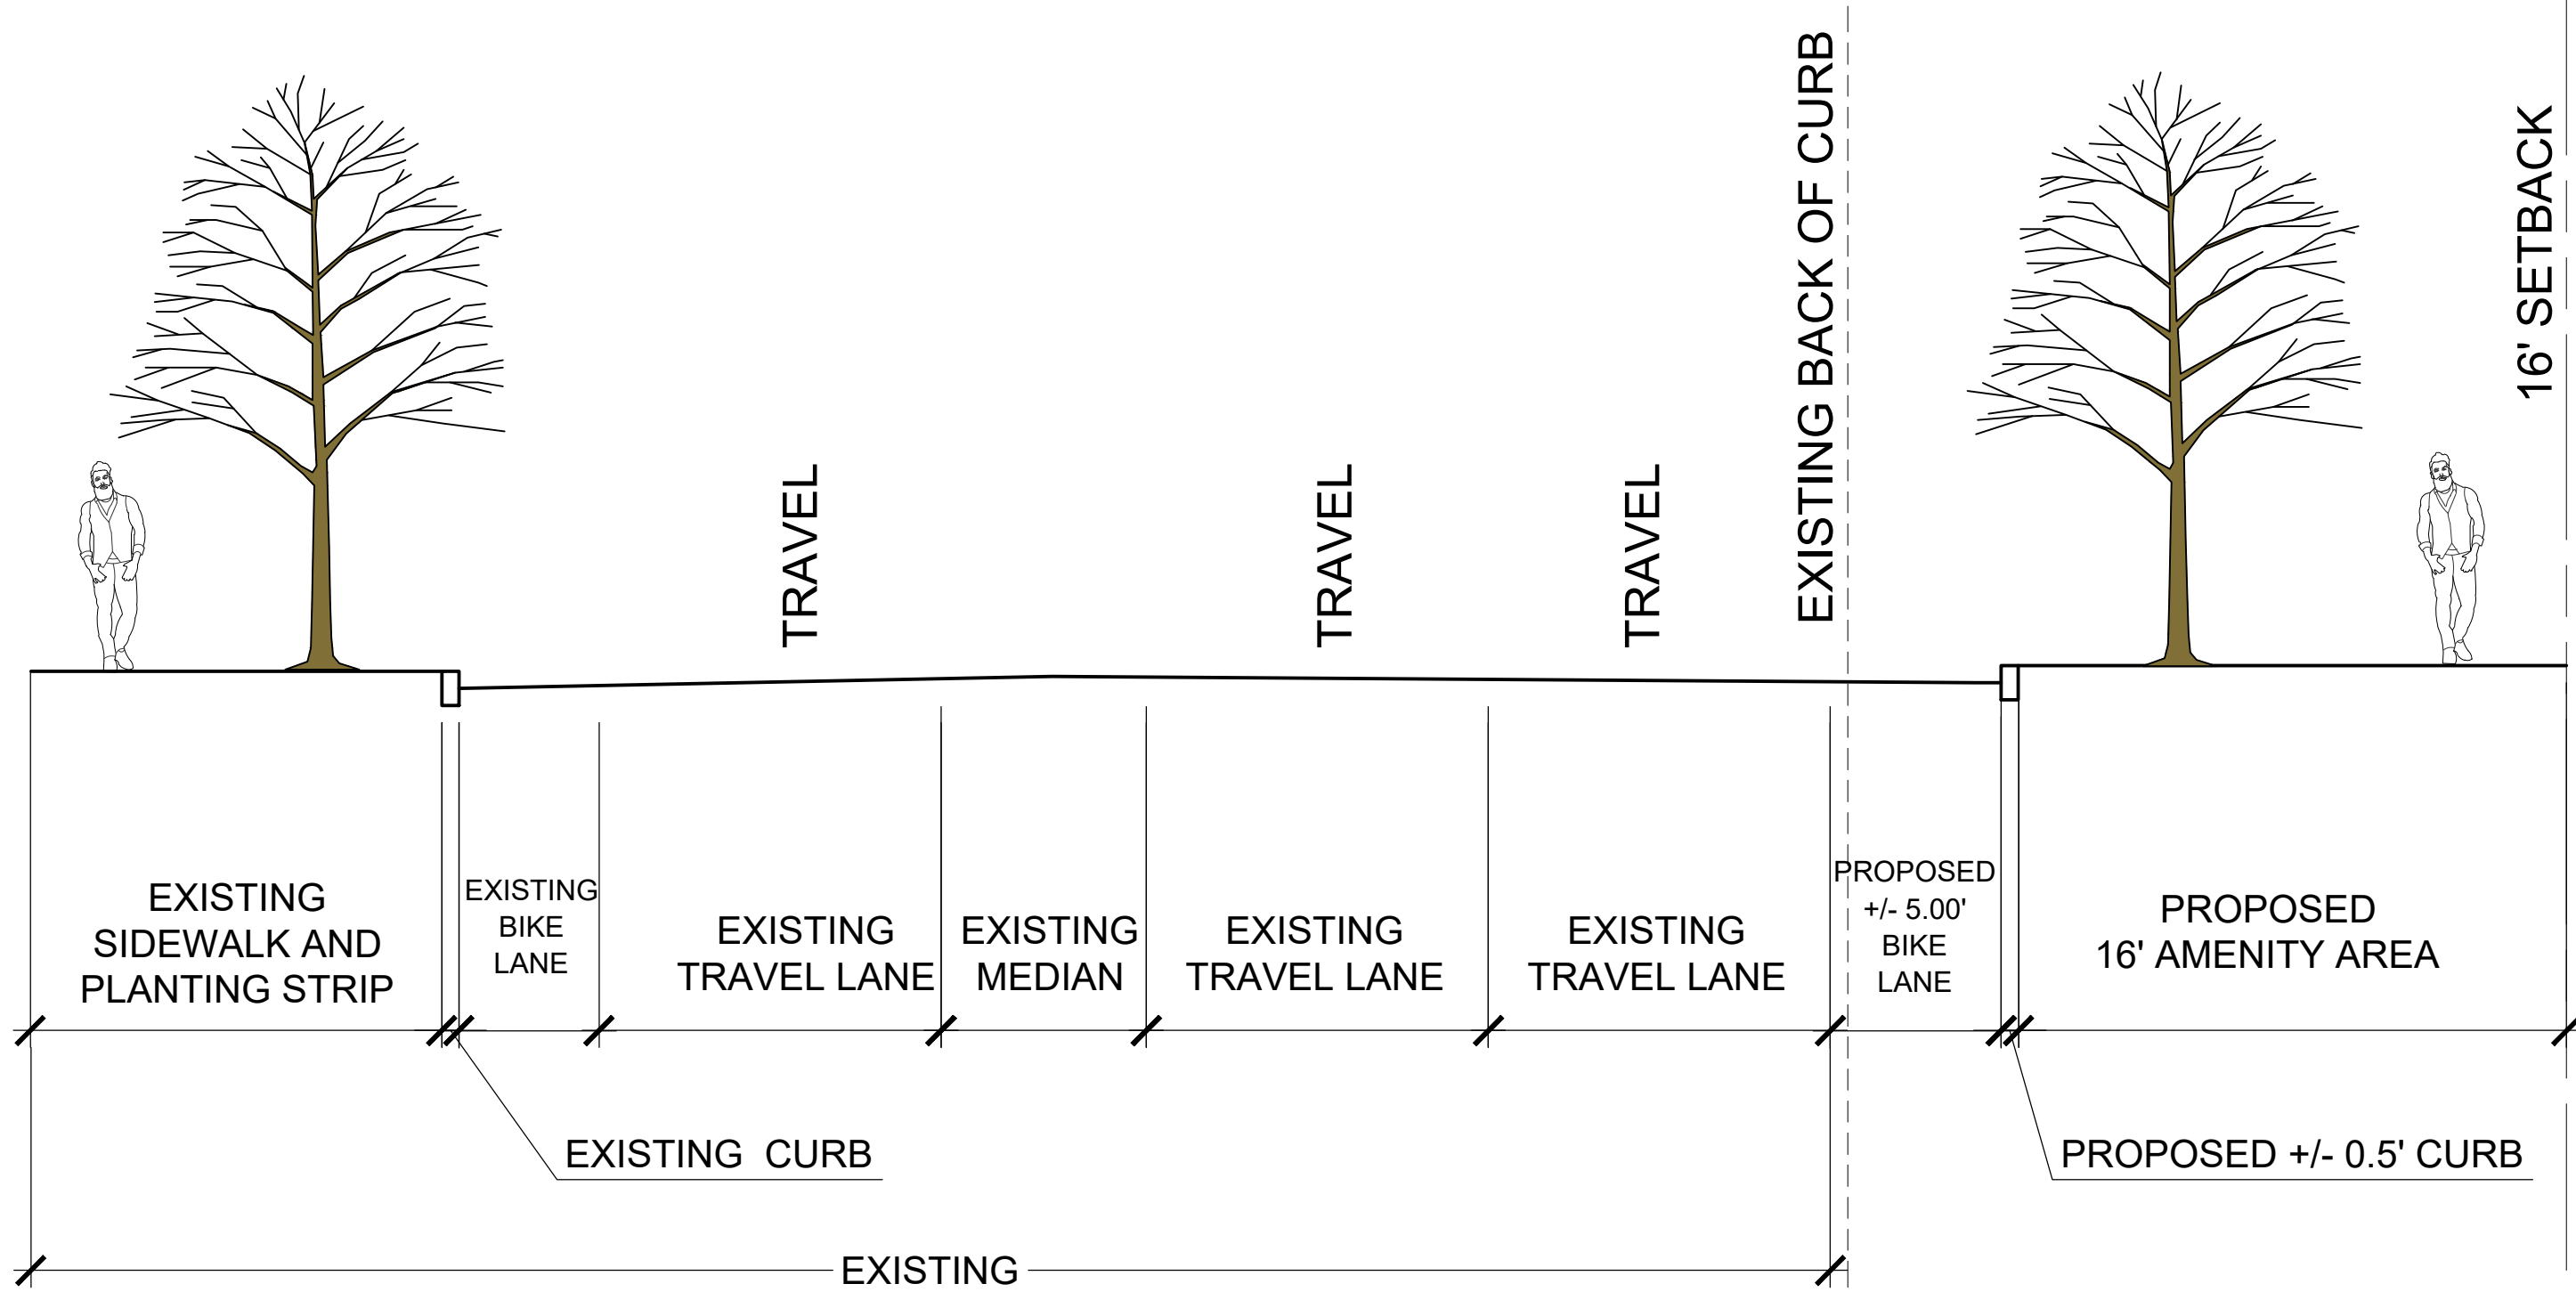 TRAVEL
TRAVEL
TRAVEL
EXISTING BACK OF CURB
16' SETBACK
EXISTING
SIDEWALK AND
PLANTING STRIP
EXISTING
BIKE
LANE
EXISTING
TRAVEL LANE
EXISTING
MEDIAN
EXISTING
TRAVEL LANE
EXISTING
TRAVEL LANE
PROPOSED
+/- 5.00'
BIKE
LANE
PROPOSED
16' AMENITY AREA
EXISTING CURB
PROPOSED +/- 0.5' CURB
EXISTING